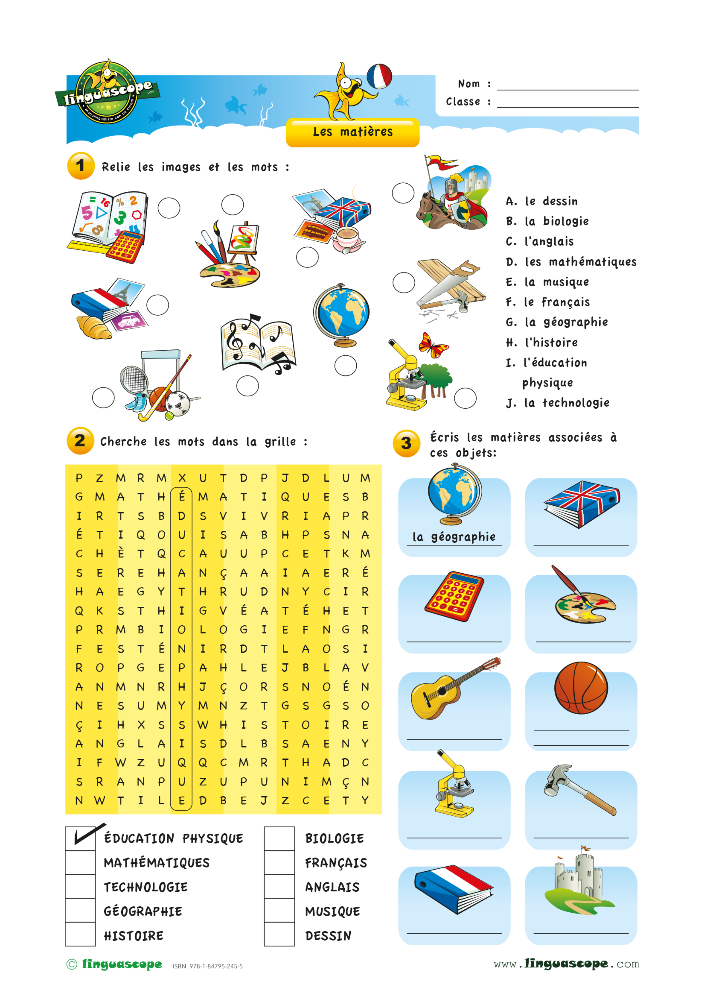 linguascope
.com
Monolingualism can be cured!
Nom :
Classe :
Les matières
1 Relie les images et les mots :
A. le dessin
B. la biologie
C. l'anglais
D. les mathématiques
E. la musique
F. le français
G. la géographie
H. l'histoire
I. l'éducation
physique
J. la technologie
2 Cherche les mots dans la grille :
P Z M R M X U T D P J D L U M
G M A T H É M A T I Q U E S B
I R T S B D S V I V R I A P R
É T I Q O U I S A B H P S N A
C H È T Q C A U U P C E T K M
S E R E H A N Ç A A I A E R É
H A E G Y T H R U D N Y C I R
Q K S T H I G V É A T É H E T
P R M B I O L O G I E F N G R
F E S T É N I R D T L A O S I
R O P G E P A H L E J B L A V
A N M N R H J Ç O R S N O É N
N E S U M Y M N Z T G S G S O
Ç I H X S S W H I S T O I R E
A N G L A I S D L B S A E N Y
I F W Z U Q Q C M R T H A D C
S R A N P U Z U P U N I M Ç N
N W T I L E D B E J Z C E T Y
ÉDUCATION PHYSIQUE
MATHÉMATIQUES
TECHNOLOGIE
GÉOGRAPHIE
HISTOIRE
BIOLOGIE
FRANÇAIS
ANGLAIS
MUSIQUE
DESSIN
3 Écris les matières associées à
ces objets:
la géographie
© linguascope ISBN: 978-1-84795-245-5
www.linguascope.com